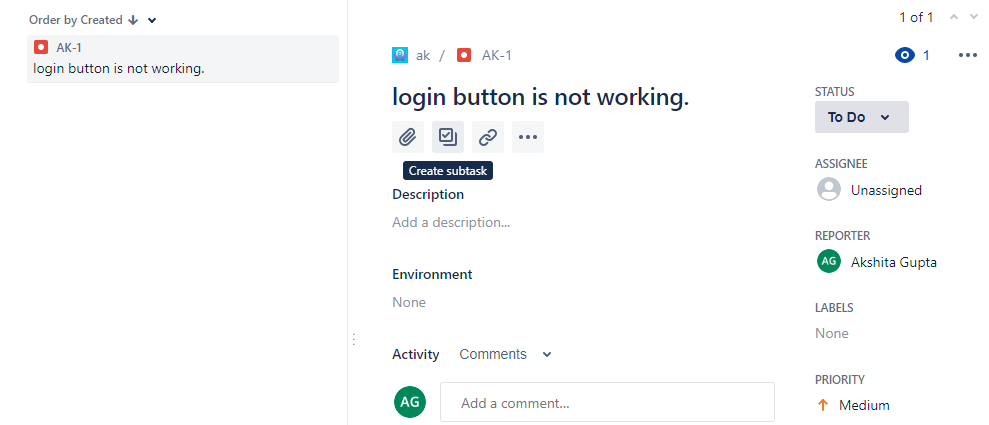 Order by Created
AK-1
login button is not working.
1 of 1
ak / AK-1
1
login button is not working.
Create subtask
Description
Add a description...
Environment
None
Activity Comments
AG Add a comment...
STATUS
To Do
ASSIGNEE
Unassigned
REPORTER
AG Akshita Gupta
LABELS
None
PRIORITY
Medium